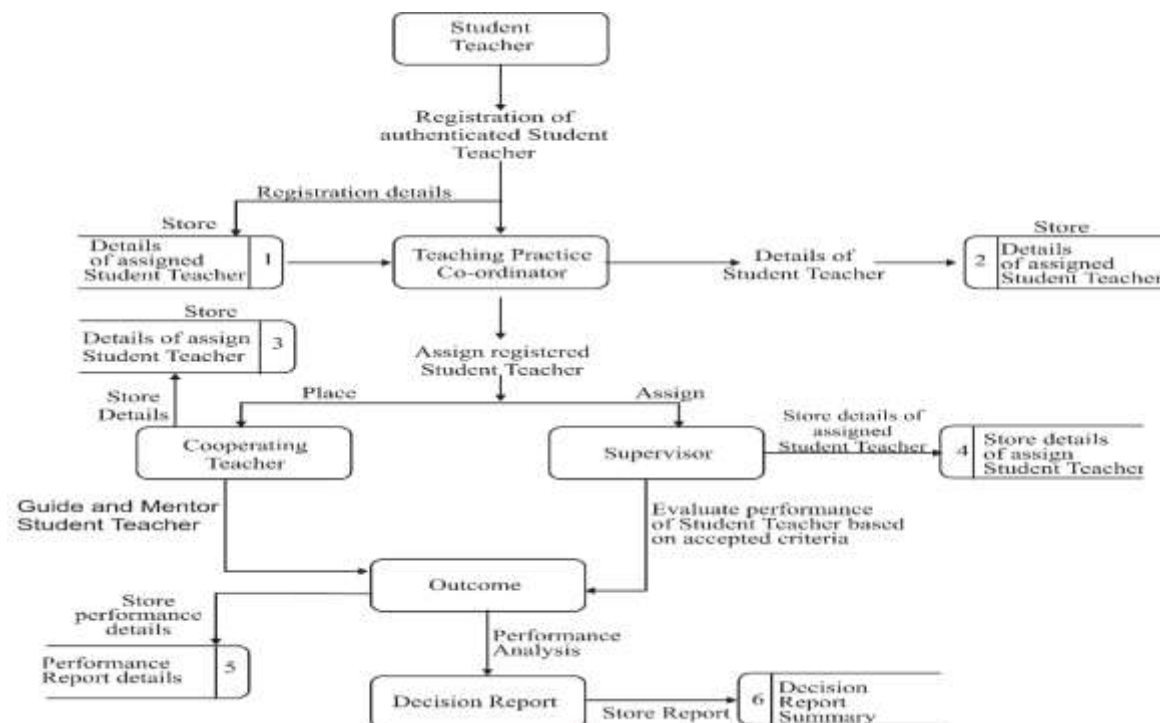 Student
Teacher
Registration of
authenticated Student
Teacher
Registration details
Store
Details
of assigned
Student Teacher
1
Teaching Practice
Co-ordinator
Details of
Student Teacher
Store
2
Details
of assigned
Student Teacher
Store
Details of assign
Student Teacher
3
Assign registered
Student Teacher
Store
Details
Place
Assign
Cooperating
Teacher
Supervisor
Store details of
assigned
Student Teacher
4
Store details
of assign
Student Teacher
Guide and Mentor
Student Teacher
Evaluate performance
of Student Teacher based
on accepted criteria
Outcome
Store
performance
details
Performance
Report details
5
Performance
Analysis
Decision Report
Store Report
6
Decision
Report
Summary